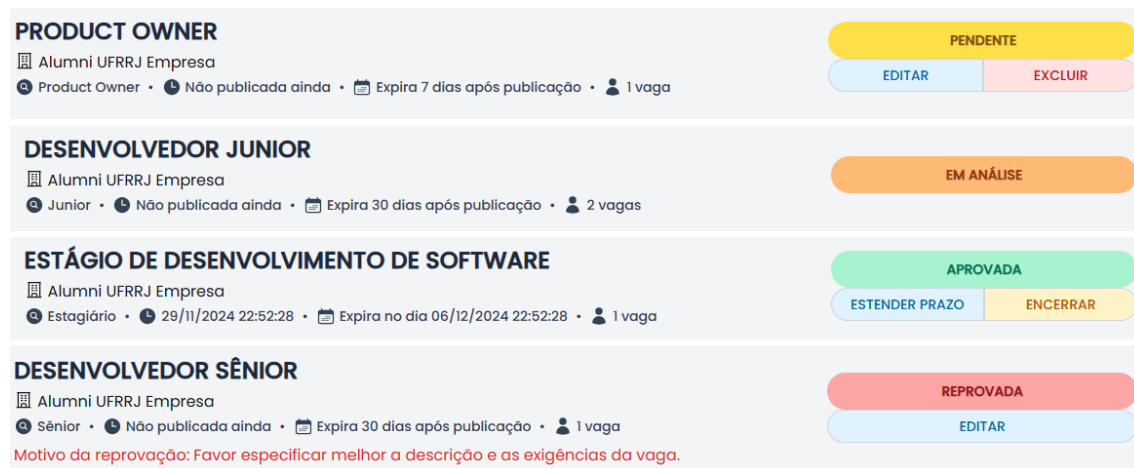 PRODUCT OWNER
Alumni UFRRJ Empresa
Product Owner • Não publicada ainda • Expira 7 dias após publicação • 1 vaga
PENDENTE
EDITAR EXCLUIR
DESENVOLVEDOR JUNIOR
Alumni UFRRJ Empresa
Junior • Não publicada ainda • Expira 30 dias após publicação • 2 vagas
EM ANÁLISE
ESTÁGIO DE DESENVOLVIMENTO DE SOFTWARE
Alumni UFRRJ Empresa
Estagiário • 29/11/2024 22:52:28 • Expira no dia 06/12/2024 22:52:28 • 1 vaga
APROVADA
ESTENDER PRAZO ENCERRAR
DESENVOLVEDOR SÊNIOR
Alumni UFRRJ Empresa
Sênior • Não publicada ainda • Expira 30 dias após publicação • 1 vaga
Motivo da reprovação: Favor especificar melhor a descrição e as exigências da vaga.
REPROVADA
EDITAR